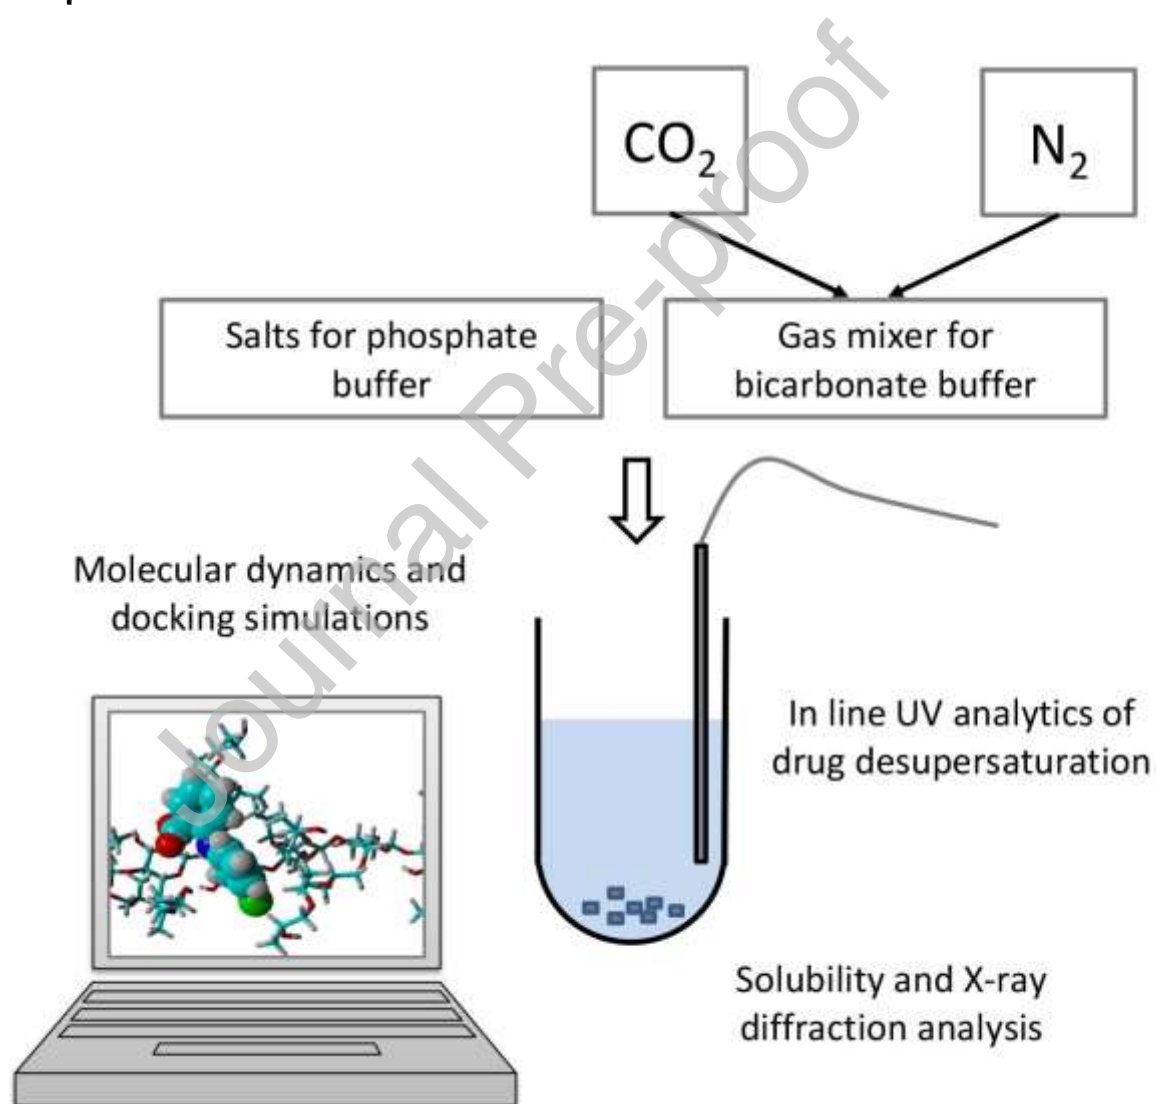 CO₂
N₂
Salts for phosphate
buffer
Gas mixer for
bicarbonate buffer
Molecular dynamics and
docking simulations
In line UV analytics of
drug desupersaturation
Solubility and X-ray
diffraction analysis
Journal Pre-proof